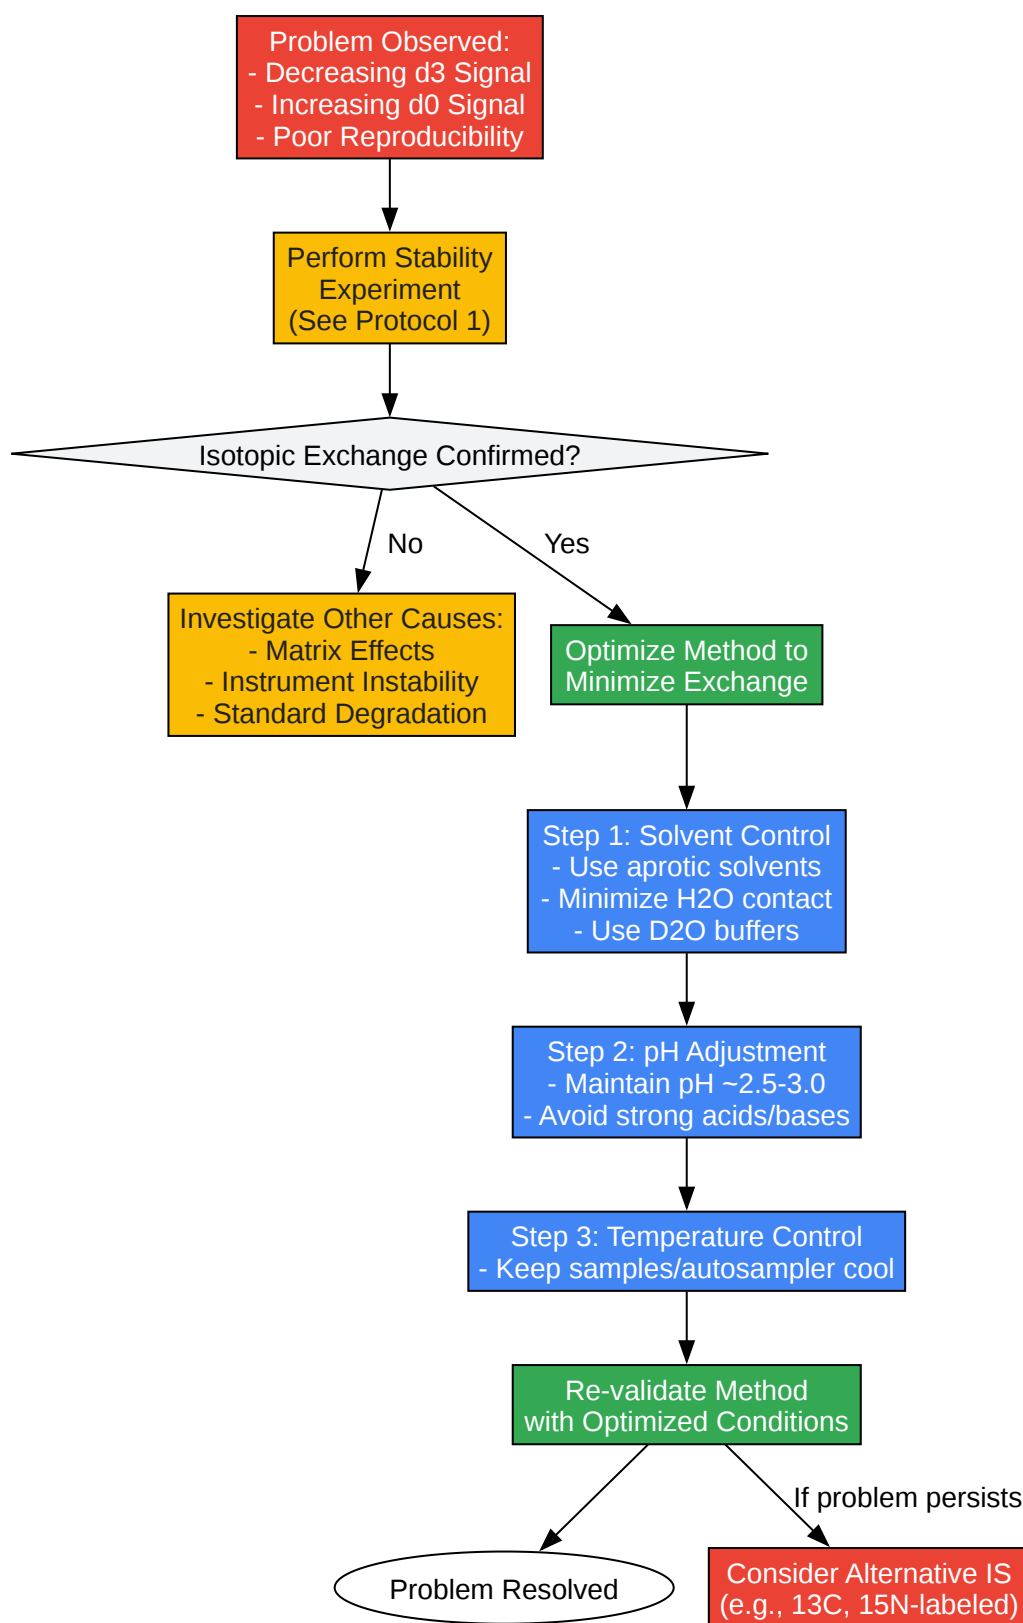 Problem Observed:
- Decreasing d3 Signal
- Increasing d0 Signal
- Poor Reproducibility
Perform Stability
Experiment
(See Protocol 1)
Isotopic Exchange Confirmed?
No
Yes
Investigate Other Causes:
- Matrix Effects
- Instrument Instability
- Standard Degradation
Optimize Method to
Minimize Exchange
Step 1: Solvent Control
- Use aprotic solvents
- Minimize H2O contact
- Use D2O buffers
Step 2: pH Adjustment
- Maintain pH ~2.5-3.0
- Avoid strong acids/bases
Step 3: Temperature Control
- Keep samples/autosampler cool
Re-validate Method
with Optimized Conditions
If problem persists
Problem Resolved
Consider Alternative IS
(e.g., 13C, 15N-labeled)